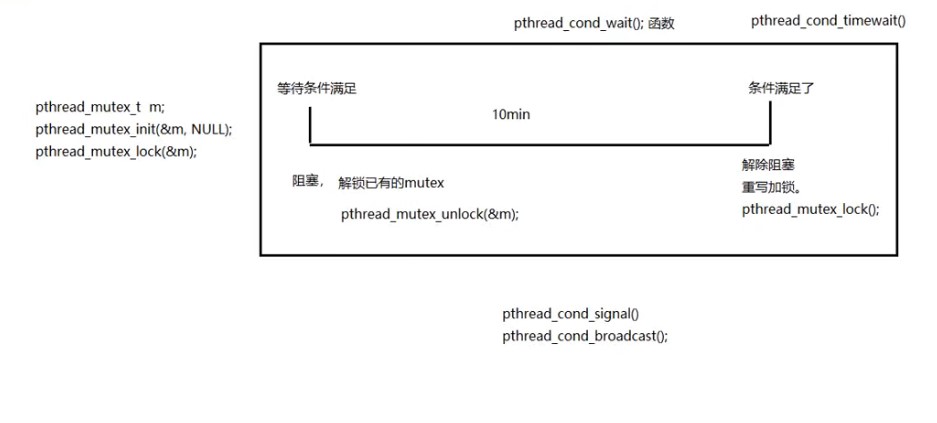 pthread_cond_wait(); 函数
pthread_cond_timewait()
pthread_mutex_t m;
pthread_mutex_init(&m, NULL);
pthread_mutex_lock(&m);
等待条件满足
条件满足了
10min
阻塞， 解锁已有的mutex
pthread_mutex_unlock(&m);
解除阻塞
重写加锁。
pthread_mutex_lock();
pthread_cond_signal()
pthread_cond_broadcast();